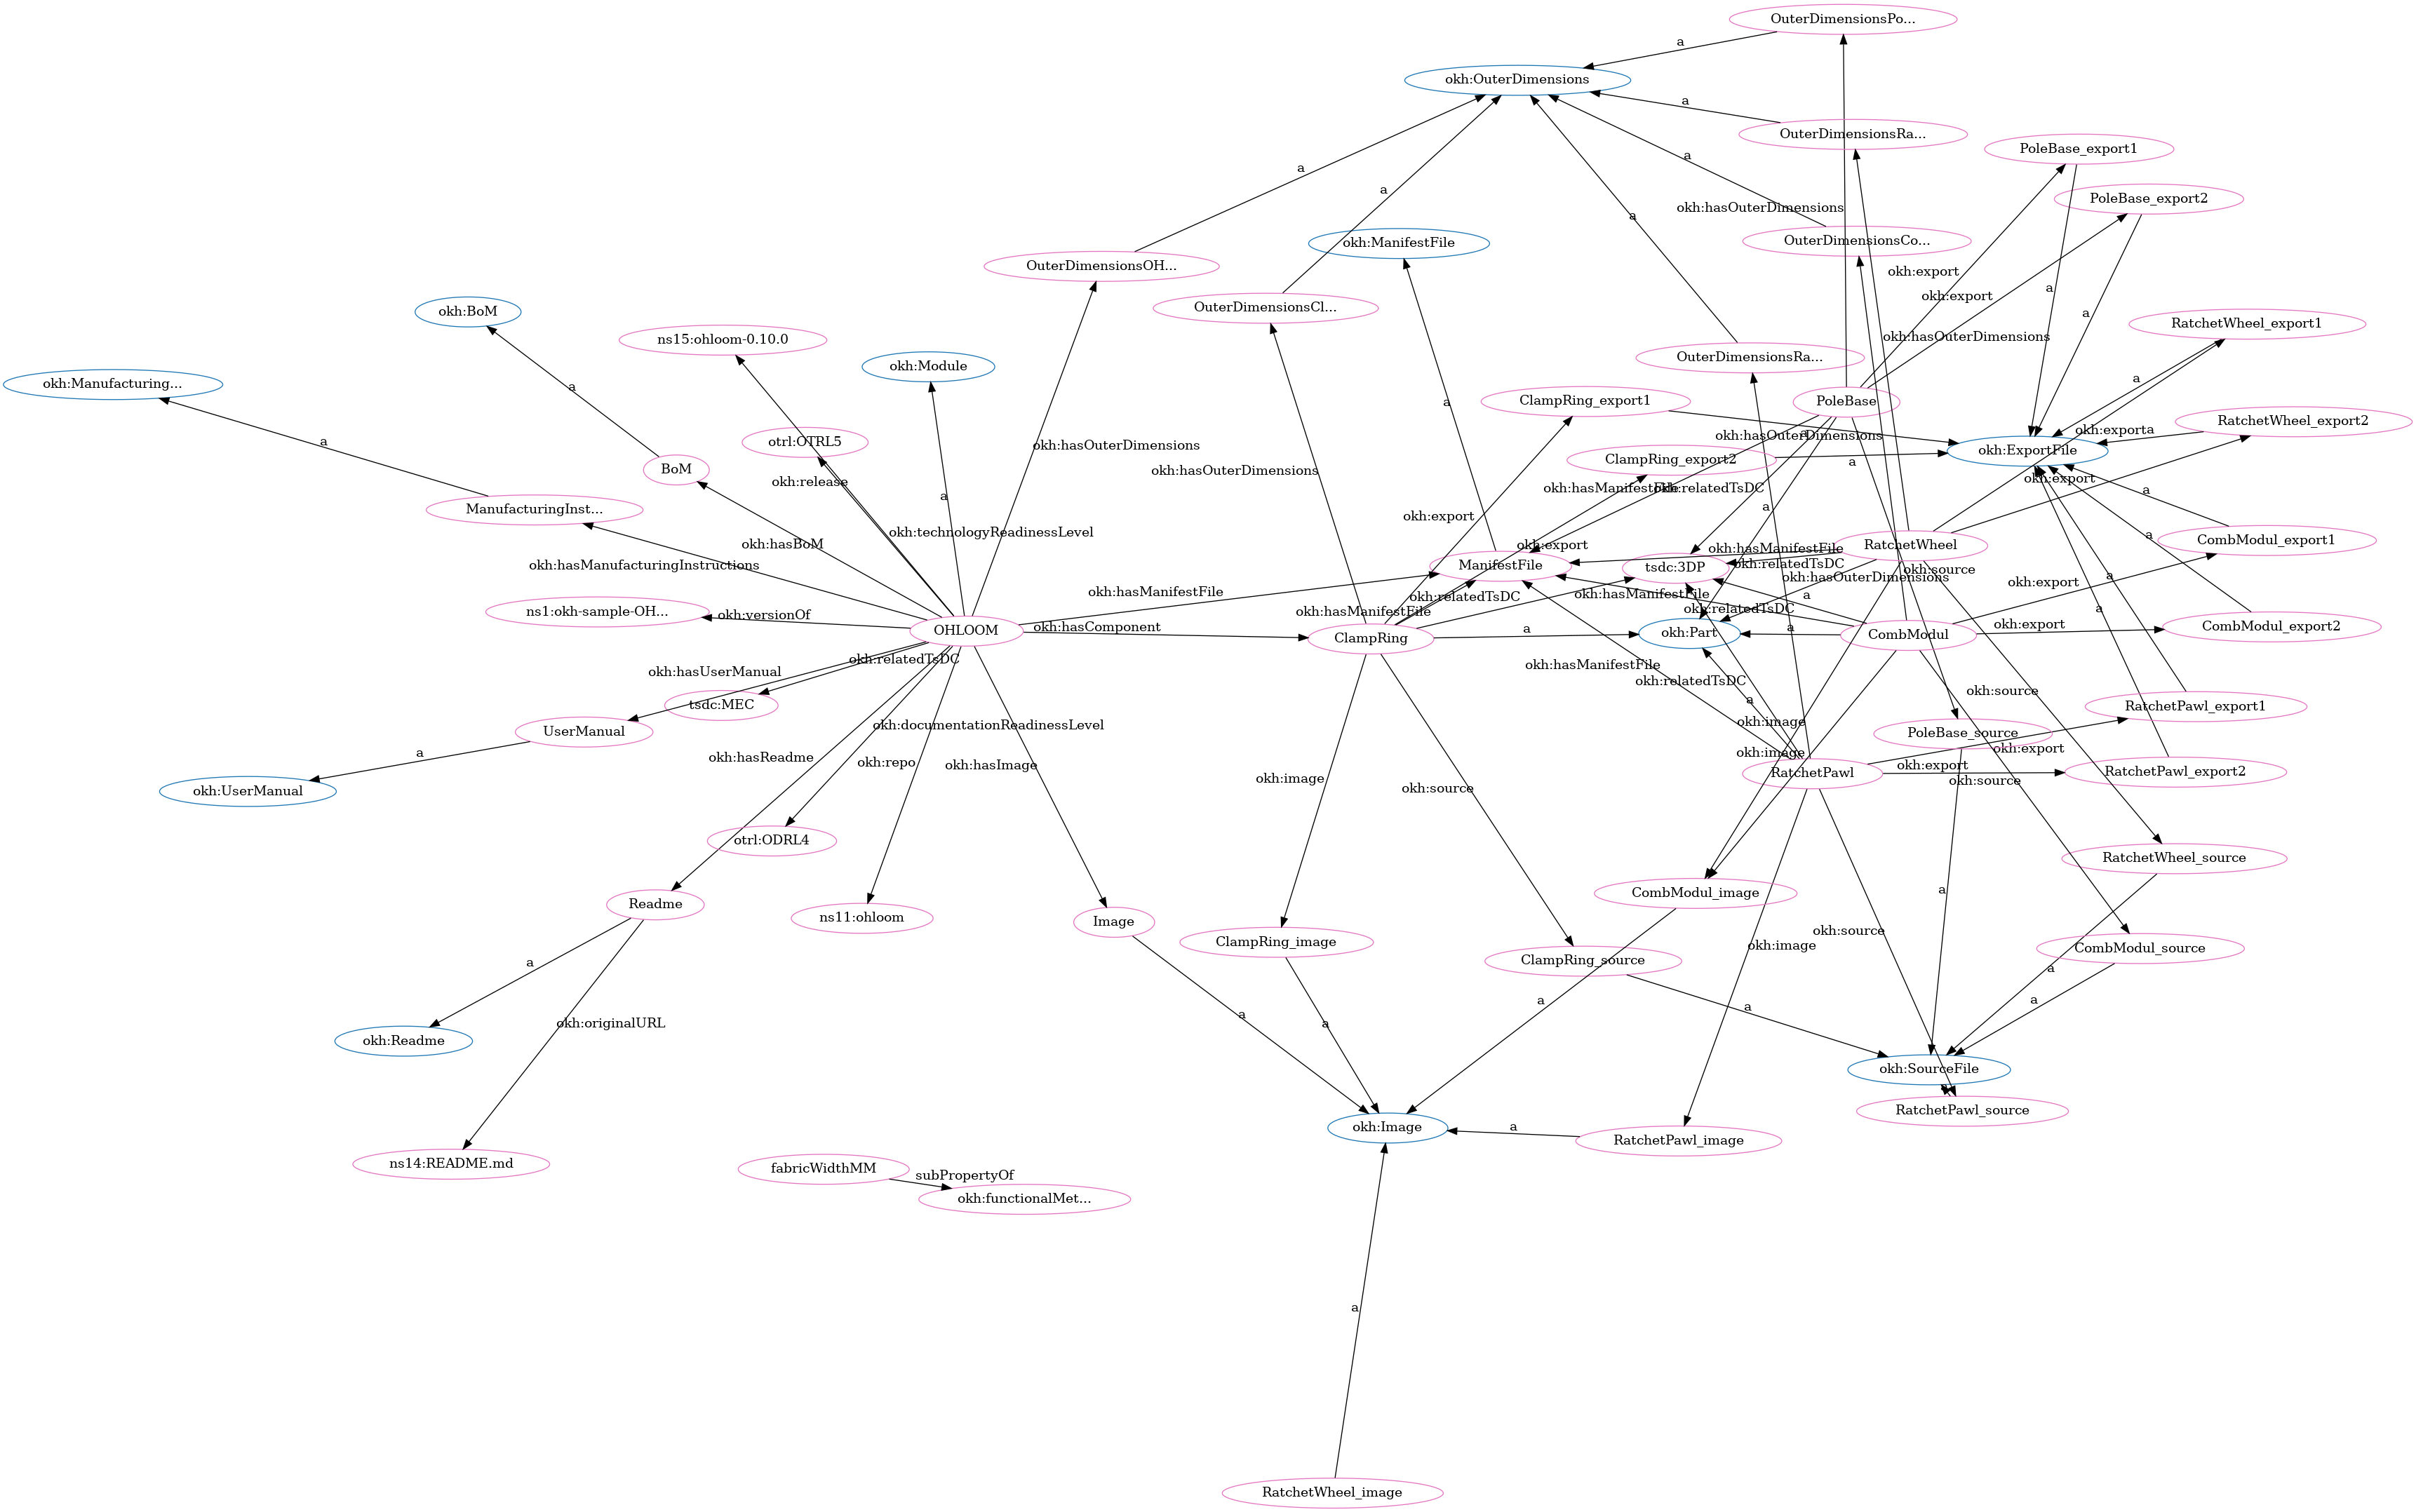 OuterDimensionsPo...
a
okh:OuterDimensions
a
OuterDimensionsRa...
PoleBase_export1
a
a
a
PoleBase_export2
okh:hasOuterDimensions
a
OuterDimensionsCo...
okh:ManifestFile
OuterDimensionsOH...
okh:export
a
okh:export
OuterDimensionsCl...
okh:BoM
a
RatchetWheel_export1
ns15:ohloom-0.10.0
okh:hasOuterDimensions
OuterDimensionsRa...
okh:Module
a
okh:Manufacturing...
a
ClampRing_export1
PoleBase
a
RatchetWheel_export2
okh:exporta
okh:hasOuterDimensions
a
otrl:OTRL5
a
okh:hasOuterDimensions
okh:ExportFile
ClampRing_export2
a
BoM
okh:hasOuterDimensions
okh:export
okh:release
okh:hasManifestFile
okh:relatedTsDC
a
a
ManufacturingInst...
a
okh:export
okh:technologyReadinessLevel
a
CombModul_export1
okh:hasBoM
okh:export
RatchetWheel
okh:hasManifestFile
okh:hasManufacturingInstructions
ManifestFile
tsdc:3DP
okh:relatedTsDC
okh:source
okh:hasOuterDimensions
a
okh:export
okh:hasManifestFile
okh:relatedTsDC
okh:hasManifestFile
a
ns1:okh-sample-OH...
okh:versionOf
okh:hasManifestFile
okh:relatedTsDC
a
okh:export
CombModul_export2
OHLOOM
okh:hasComponent
ClampRing
a
okh:Part
a
CombModul
okh:relatedTsDC
okh:hasManifestFile
okh:hasUserManual
okh:relatedTsDC
okh:source
tsdc:MEC
a
RatchetPawl_export1
okh:documentationReadinessLevel
okh:image
UserManual
PoleBase_source
okh:export
a
okh:image
okh:hasReadme
okh:repo
okh:hasImage
okh:export
RatchetPawl
RatchetPawl_export2
okh:image
okh:source
okh:source
okh:UserManual
otrl:ODRL4
RatchetWheel_source
a
CombModul_image
Readme
ns11:ohloom
Image
okh:source
ClampRing_image
okh:image
CombModul_source
a
ClampRing_source
a
a
a
a
okh:originalURL
a
a
okh:Readme
okh:SourceFile
RatchetPawl_source
okh:Image
a
RatchetPawl_image
ns14:README.md
fabricWidthMM
subPropertyOf
okh:functionalMet...
a
RatchetWheel_image